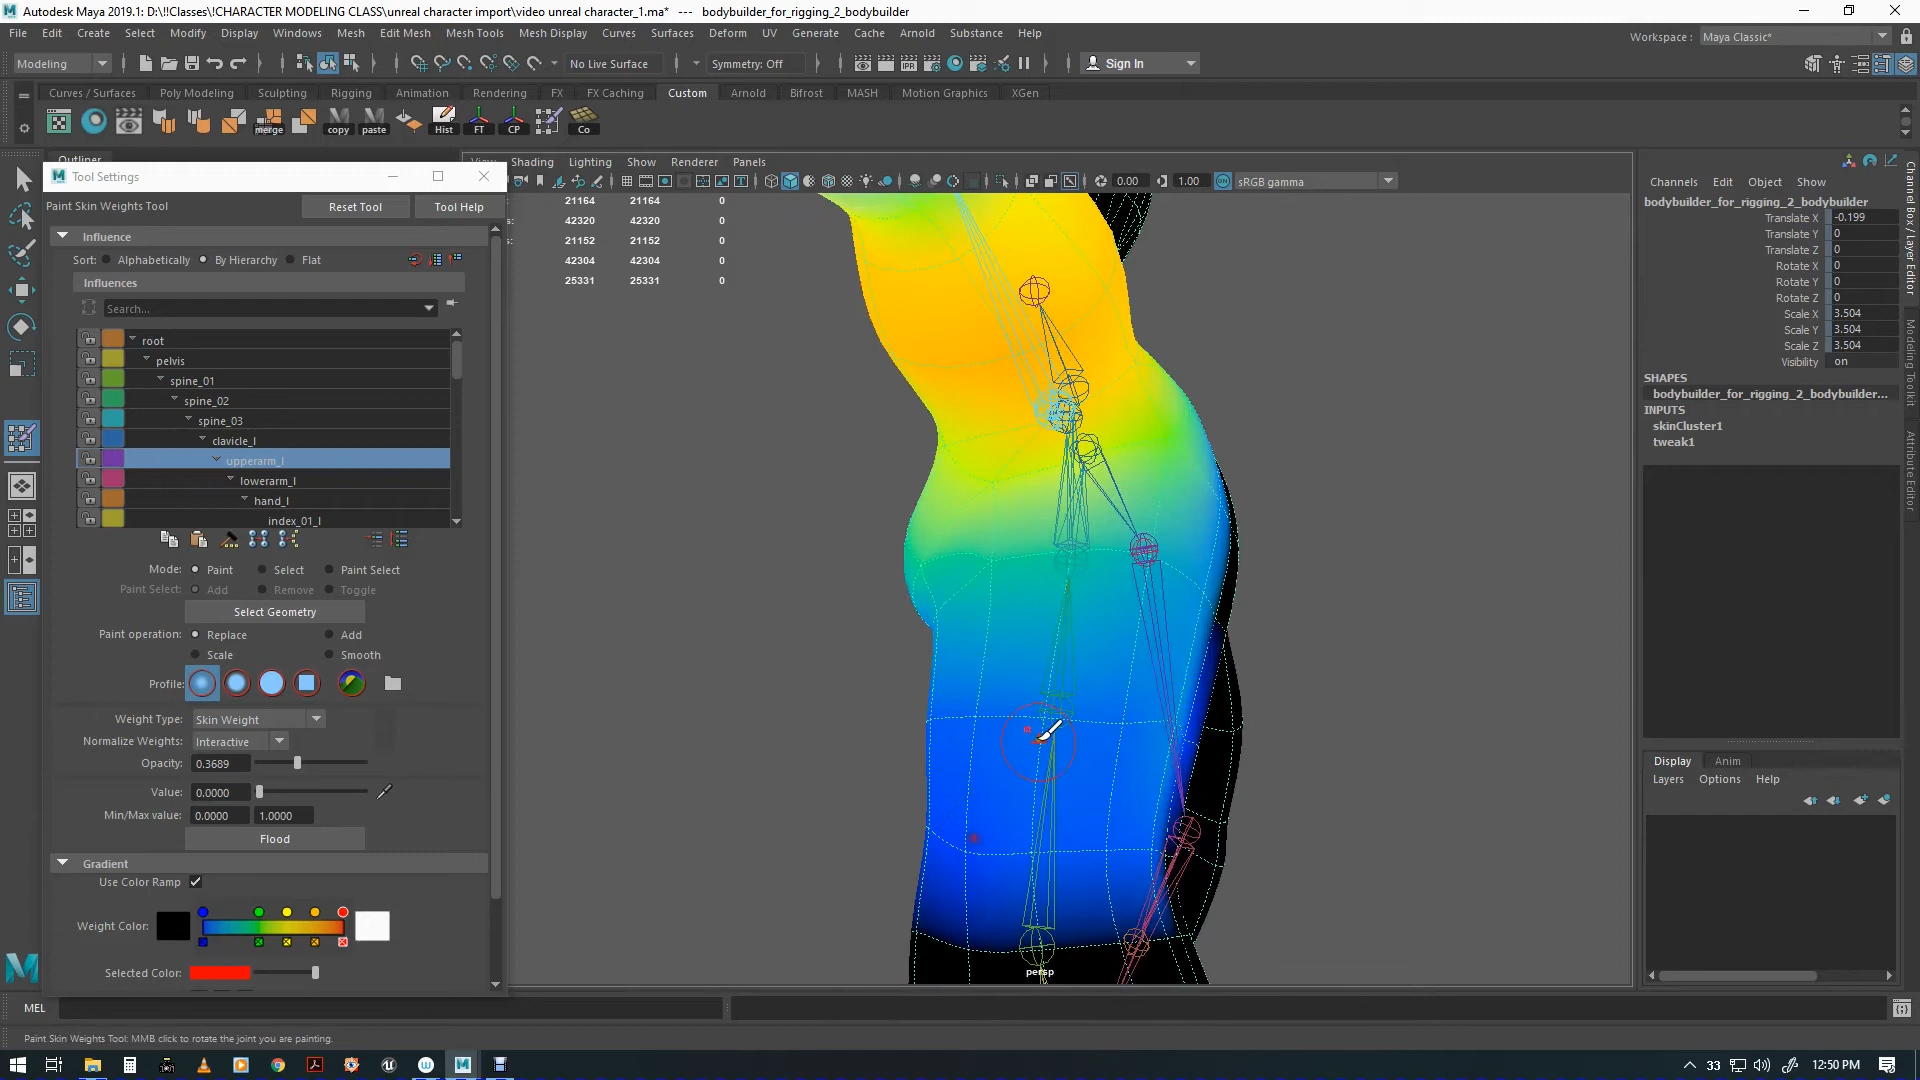 Autodesk Maya 2019.1: D:\!!Classes\!CHARACTER MODELING CLASS\unreal character import\video unreal character_1.ma* --- bodybuilder_for_rigging_2_bodybuilder
File Edit Create Select Modify Display Windows Mesh Edit Mesh Mesh Tools Mesh Display Curves Surfaces Deform UV Generate Cache Arnold Substance Help
Workspace : Maya Classic*
Modeling No Live Surface Symmetry: Off IPR Sign In
Curves / Surfaces Poly Modeling Sculpting Rigging Animation Rendering FX FX Caching Custom Arnold Bifrost MASH Motion Graphics XGen
merge copy paste Hist FT CP Co
Outliner
View Shading Lighting Show Renderer Panels
0.00 1.00 sRGB gamma
21164 21164 0
42320 42320 0
21152 21152 0
42304 42304 0
25331 25331 0
persp
Tool Settings
Paint Skin Weights Tool Reset Tool Tool Help
Influence
Sort: Alphabetically By Hierarchy Flat
Influences
Search...
root
pelvis
spine_01
spine_02
spine_03
clavicle_l
upperarm_l
lowerarm_l
hand_l
index_01_l
Mode: Paint Select Paint Select
Paint Select: Add Remove Toggle
Select Geometry
Paint operation: Replace Add
Scale Smooth
Profile:
Weight Type: Skin Weight
Normalize Weights: Interactive
Opacity: 0.3689
Value: 0.0000
Min/Max value: 0.0000 1.0000
Flood
Gradient
Use Color Ramp
Weight Color:
Selected Color:
Channels Edit Object Show
bodybuilder_for_rigging_2_bodybuilder
Translate X -0.199
Translate Y 0
Translate Z 0
Rotate X 0
Rotate Y 0
Rotate Z 0
Scale X 3.504
Scale Y 3.504
Scale Z 3.504
Visibility on
SHAPES
bodybuilder_for_rigging_2_bodybuilder...
INPUTS
skinCluster1
tweak1
Channel Box / Layer Editor
Modeling Toolkit
Attribute Editor
Display Anim
Layers Options Help
MEL
Paint Skin Weights Tool: MMB click to rotate the joint you are painting.
33 12:50 PM